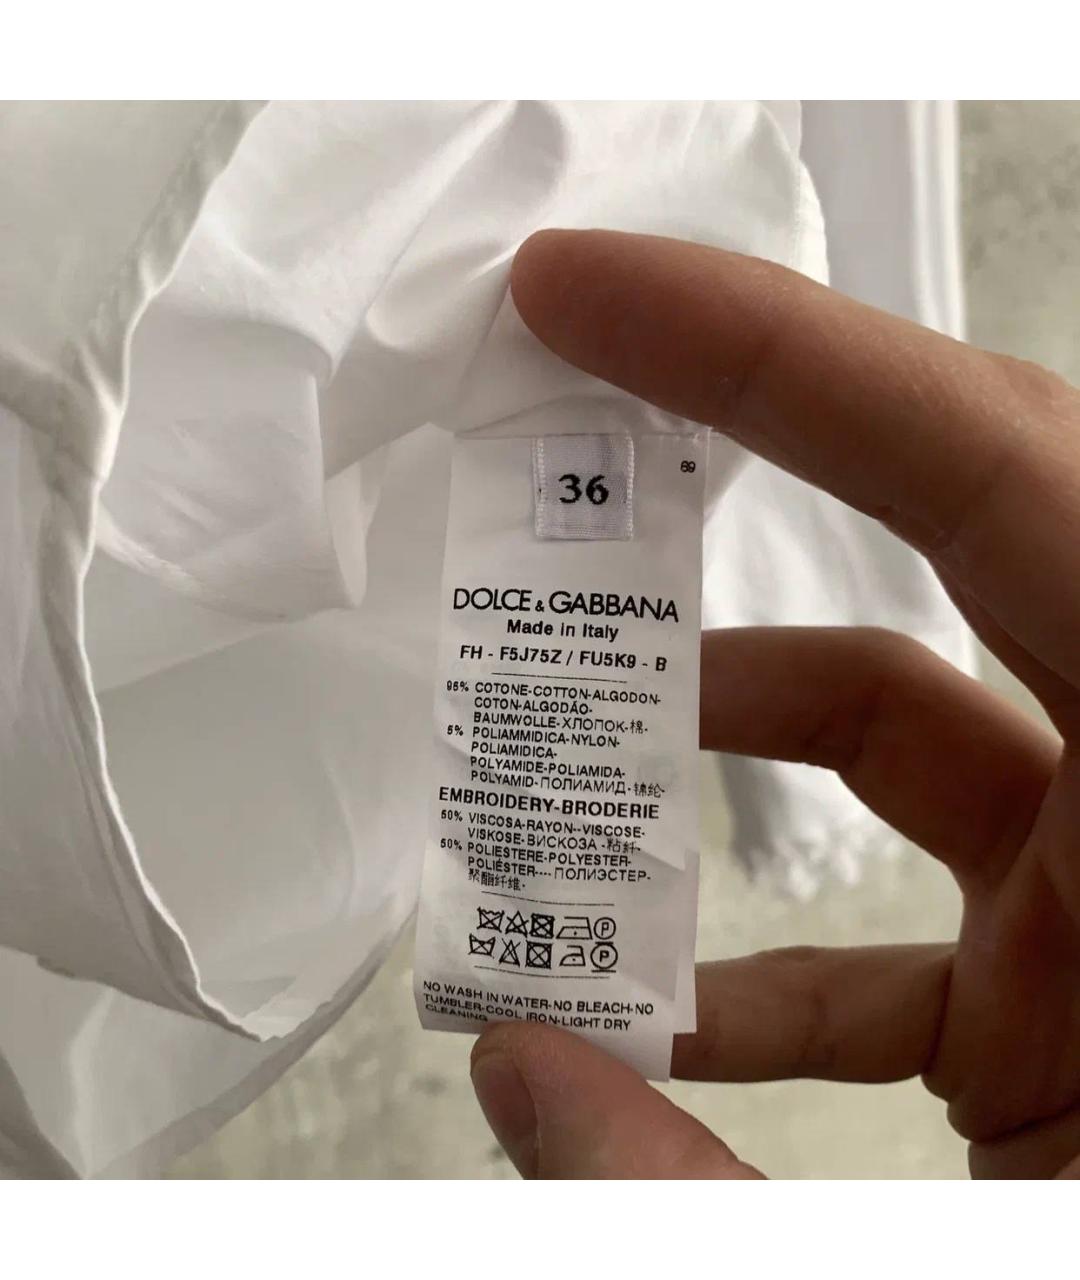 36
69
DOLCE & GABBANA
Made in Italy
FH - F5J75Z / FU5K9 - B
95% COTONE-COTTON-ALGODON-
COTON-ALGODÃO-
BAUMWOLLE-ХЛОПОК-棉-
5% POLIAMMIDICA-NYLON-
POLIAMIDICA-
POLYAMIDE-POLIAMIDA-
POLYAMID-ПОЛИАМИД-锦纶-
EMBROIDERY-BRODERIE
50% VISCOSA-RAYON--VISCOSE-
VISKOSE-ВИСКОЗА -粘纤-
50% POLIESTERE-POLYESTER-
POLIÉSTER----ПОЛИЭСТЕР-
聚酯纤维-
P
P
NO WASH IN WATER-NO BLEACH-NO
TUMBLER-COOL IRON-LIGHT DRY
CLEANING